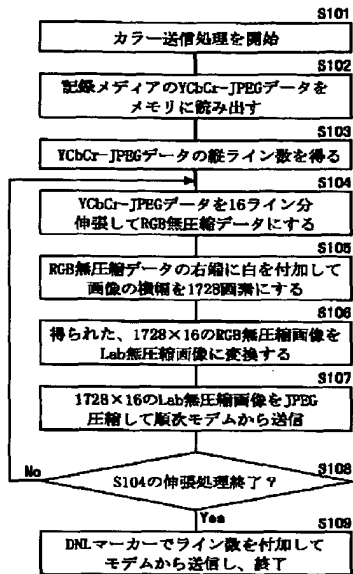 S101
カラー送信処理を開始
S102
記録メディアのYCbCr-JPEGデータを
メモリに読み出す
S103
YCbCr-JPEGデータの縦ライン数を得る
S104
YCbCr-JPEGデータを16ライン分
伸張してRGB無圧縮データにする
S105
RGB無圧縮データの右端に白を付加して
画像の横幅を1728画素にする
S106
得られた、1728×16のRGB無圧縮画像を
Lab無圧縮画像に変換する
S107
1728×16のLab無圧縮画像をJPEG
圧縮して順次モデムから送信
No
S108
S104の伸張処理終了？
Yes
S109
DNLマーカーでライン数を付加して
モデムから送信し、終了